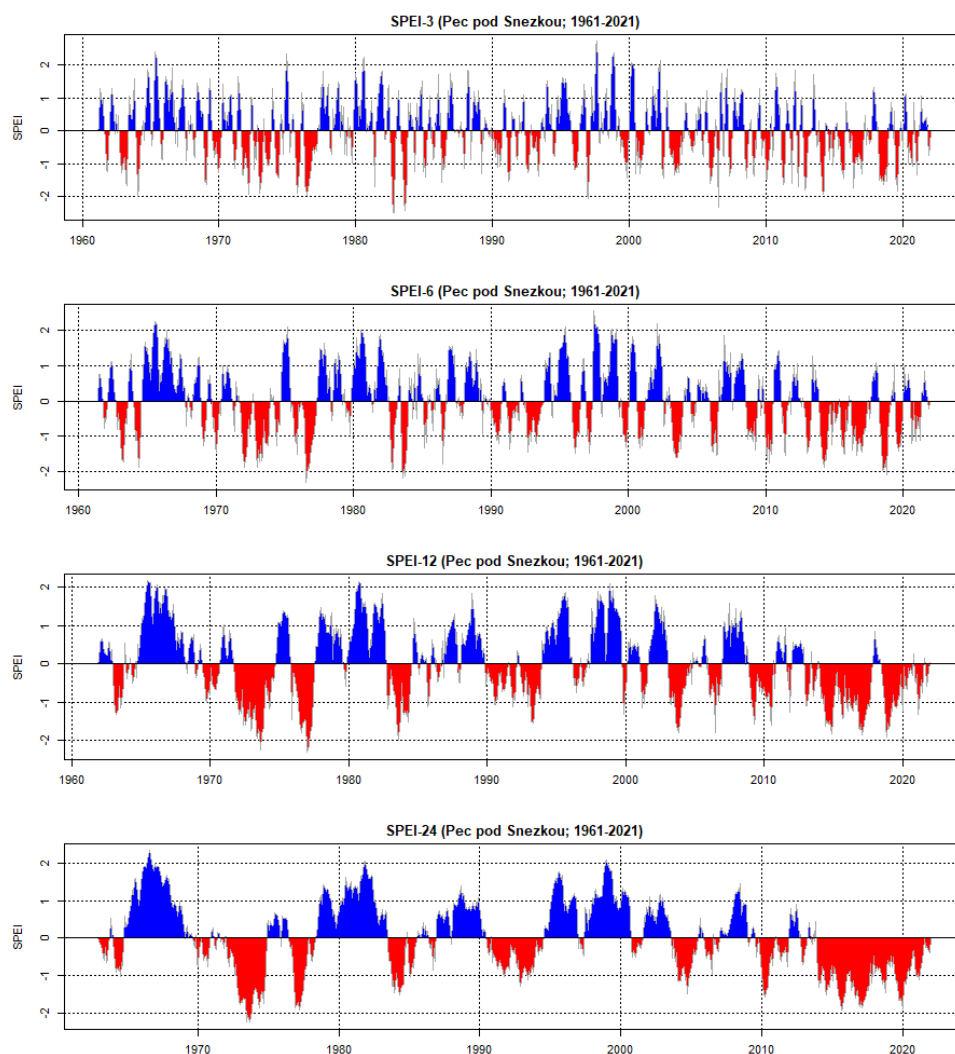 SPEI-3 (Pec pod Snezkou; 1961-2021)
SPEI
2
1
0
-1
-2
1960 1970 1980 1990 2000 2010 2020
SPEI-6 (Pec pod Snezkou; 1961-2021)
SPEI
2
1
0
-1
-2
1960 1970 1980 1990 2000 2010 2020
SPEI-12 (Pec pod Snezkou; 1961-2021)
SPEI
2
1
0
-1
-2
1960 1970 1980 1990 2000 2010 2020
SPEI-24 (Pec pod Snezkou; 1961-2021)
SPEI
2
1
0
-1
-2
1970 1980 1990 2000 2010 2020